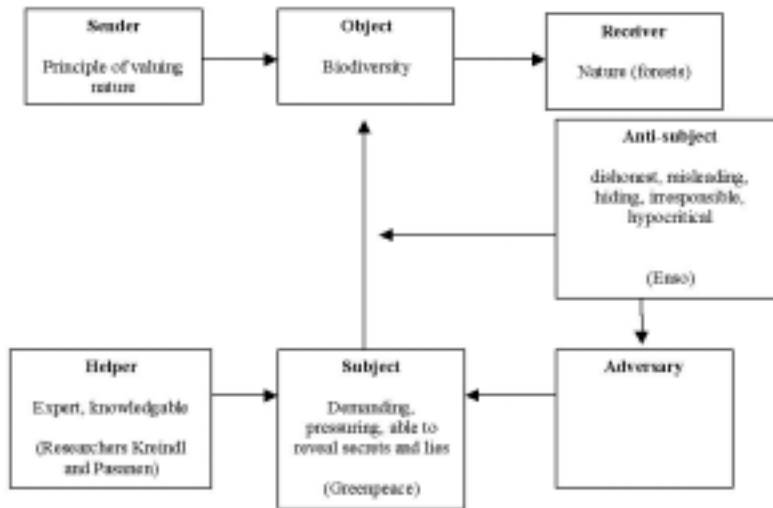 Sender
Principle of valuing
nature
Object
Biodiversity
Receiver
Nature (forests)
Anti-subject
dishonest, misleading,
hiding, irresponsible,
hypocritical
(Enso)
Helper
Expert, knowledgable
(Researchers Kreindl
and Pasanen)
Subject
Demanding,
pressuring, able to
reveal secrets and lies
(Greenpeace)
Adversary